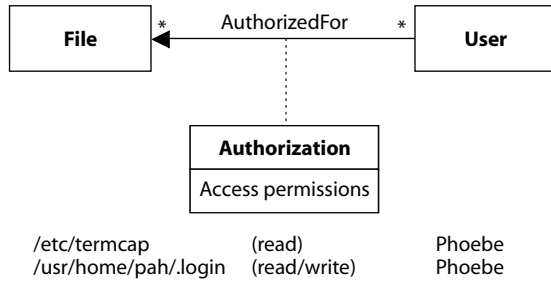 * AuthorizedFor *
File User
Authorization
Access permissions
/etc/termcap (read) Phoebe
/usr/home/pah/.login (read/write) Phoebe